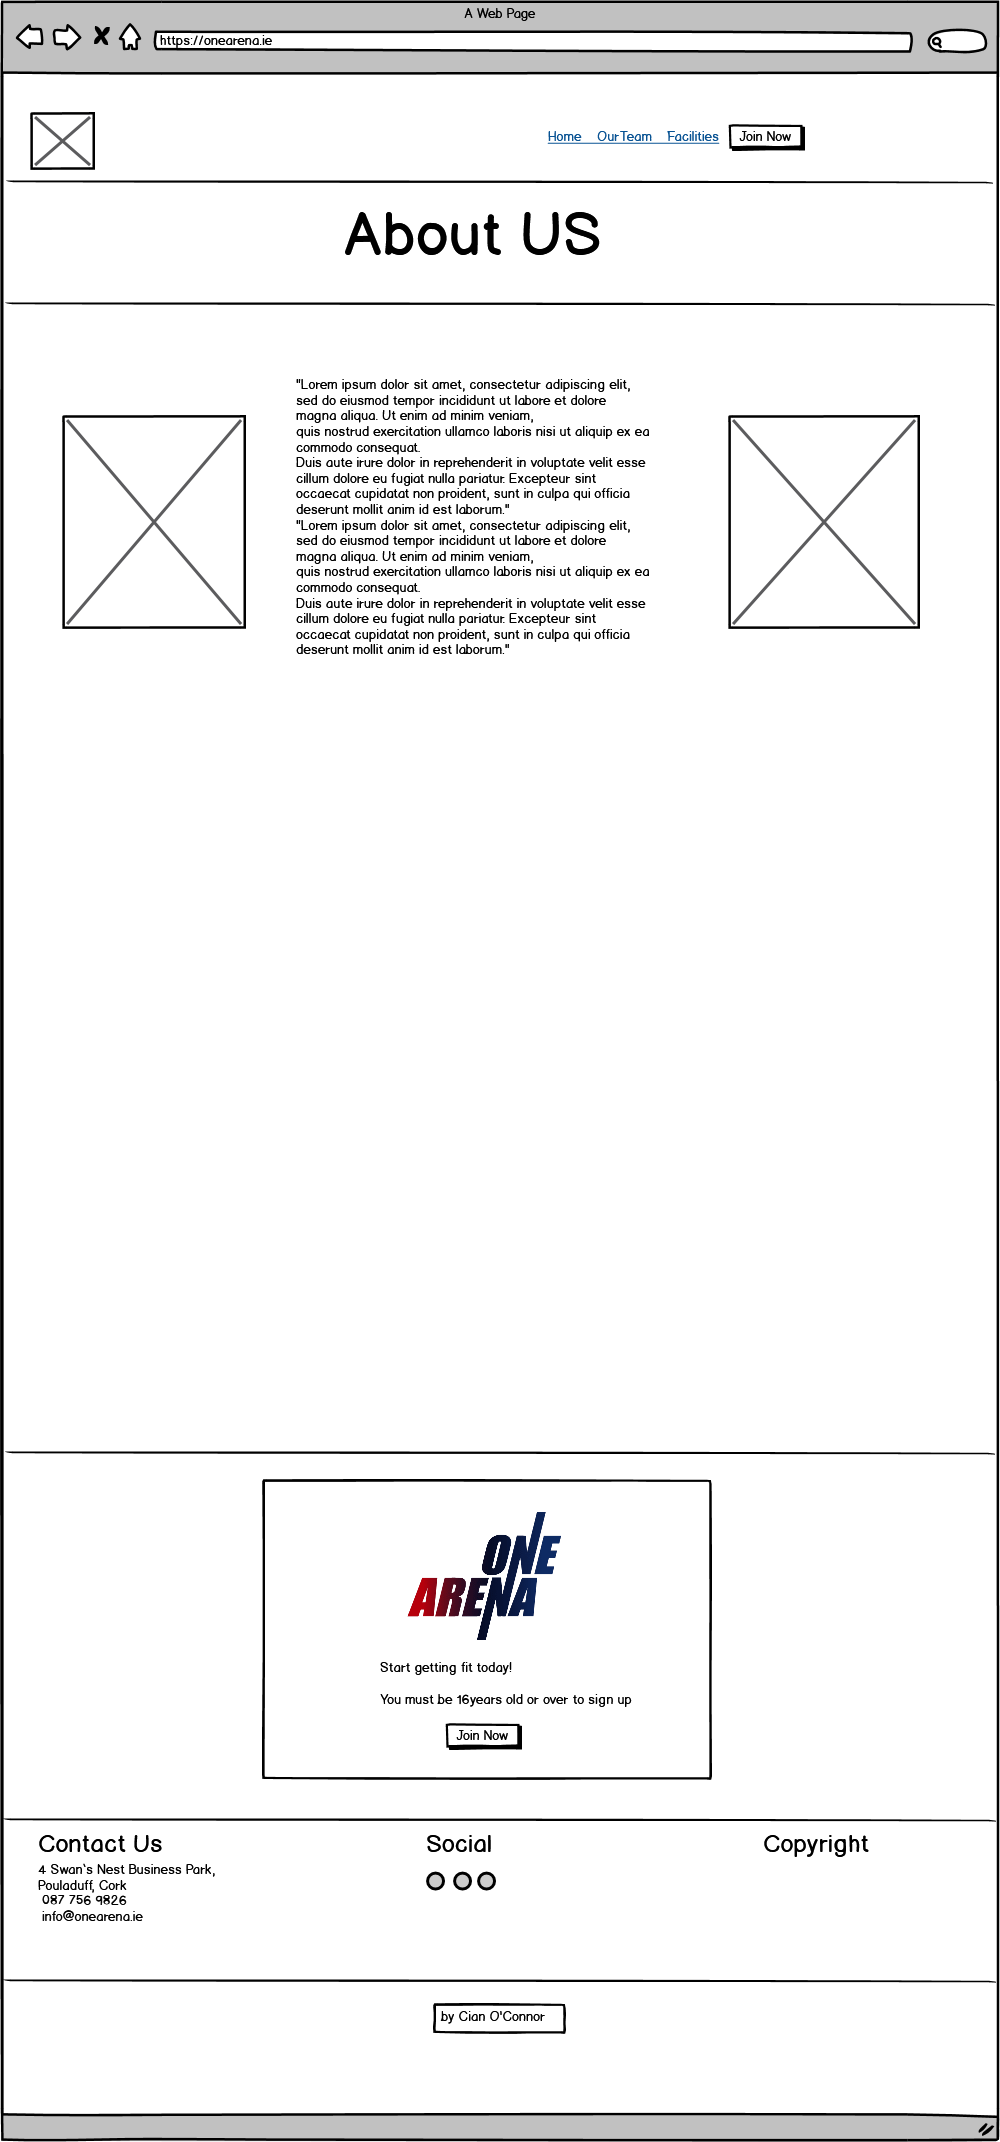 A Web Page
https://onearena.ie
Home OurTeam Facilities Join Now
About US
"Lorem ipsum dolor sit amet, consectetur adipiscing elit,
sed do eiusmod tempor incididunt ut labore et dolore
magna aliqua. Ut enim ad minim veniam,
quis nostrud exercitation ullamco laboris nisi ut aliquip ex ea
commodo consequat.
Duis aute irure dolor in reprehenderit in voluptate velit esse
cillum dolore eu fugiat nulla pariatur. Excepteur sint
occaecat cupidatat non proident, sunt in culpa qui officia
deserunt mollit anim id est laborum."
"Lorem ipsum dolor sit amet, consectetur adipiscing elit,
sed do eiusmod tempor incididunt ut labore et dolore
magna aliqua. Ut enim ad minim veniam,
quis nostrud exercitation ullamco laboris nisi ut aliquip ex ea
commodo consequat.
Duis aute irure dolor in reprehenderit in voluptate velit esse
cillum dolore eu fugiat nulla pariatur. Excepteur sint
occaecat cupidatat non proident, sunt in culpa qui officia
deserunt mollit anim id est laborum."
ONE
ARENA
Start getting fit today!
You must be 16years old or over to sign up
Join Now
Contact Us
4 Swan`s Nest Business Park,
Pouladuff, Cork
087 756 9826
info@onearena.ie
Social
Copyright
by Cian O'Connor